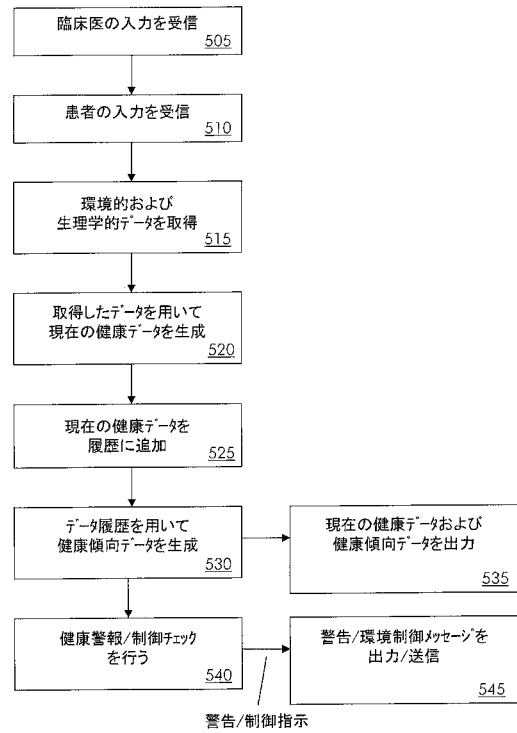 臨床医の入力を受信
505
患者の入力を受信
510
環境的および
生理学的データを取得
515
取得したデータを用いて
現在の健康データを生成
520
現在の健康データを
履歴に追加
525
データ履歴を用いて
健康傾向データを生成
530
現在の健康データおよび
健康傾向データを出力
535
健康警報/制御チェック
を行う
540
警告/環境制御メッセージを
出力/送信
545
警告/制御指示